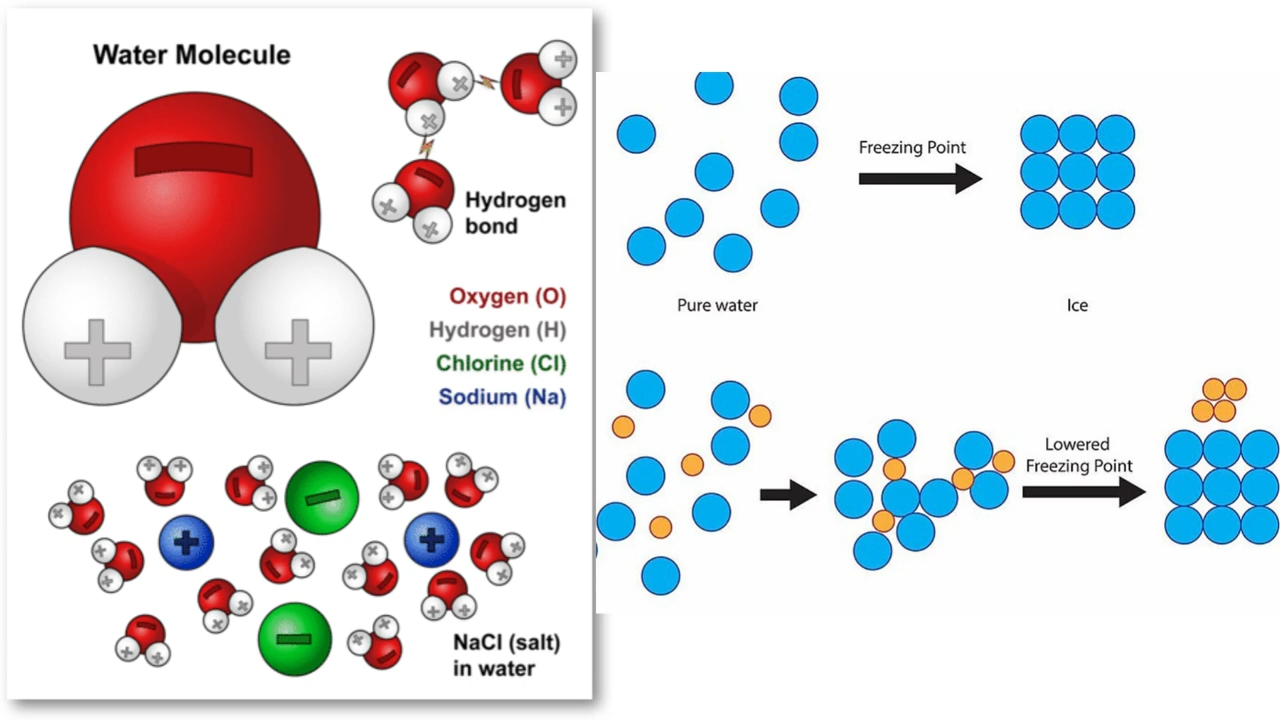 Water Molecule
Hydrogen
bond
Oxygen (O)
Hydrogen (H)
Chlorine (Cl)
Sodium (Na)
NaCl (salt)
in water
Freezing Point
Pure water
Ice
Lowered
Freezing Point